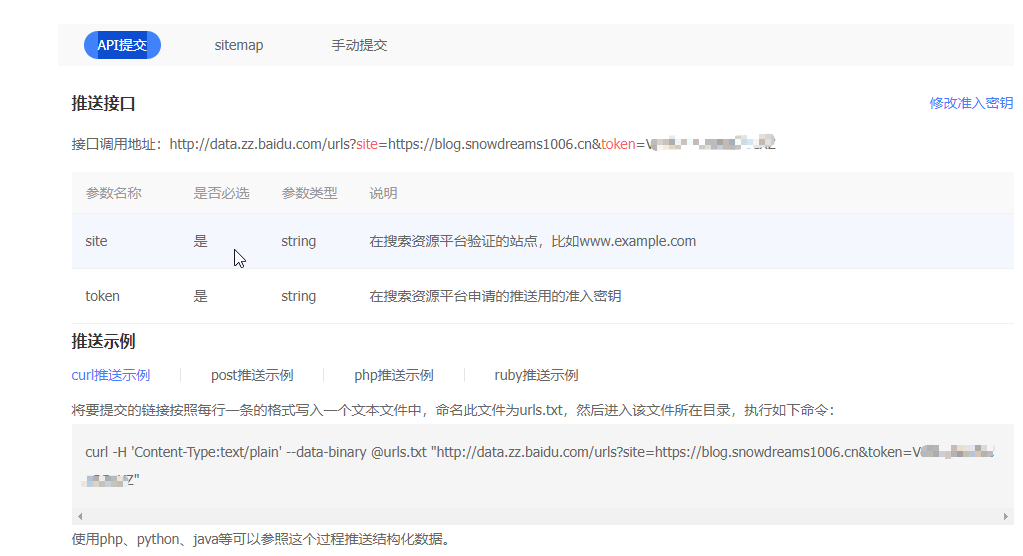 API提交 sitemap 手动提交
推送接口 修改准入密钥
接口调用地址：http://data.zz.baidu.com/urls?site=https://blog.snowdreams1006.cn&token=
参数名称 是否必选 参数类型 说明
site 是 string 在搜索资源平台验证的站点，比如www.example.com
token 是 string 在搜索资源平台申请的推送用的准入密钥
推送示例
curl推送示例 post推送示例 php推送示例 ruby推送示例
将要提交的链接按照每行一条的格式写入一个文本文件中，命名此文件为urls.txt，然后进入该文件所在目录，执行如下命令：
curl -H 'Content-Type:text/plain' --data-binary @urls.txt "http://data.zz.baidu.com/urls?site=https://blog.snowdreams1006.cn&token=
使用php、python、java等可以参照这个过程推送结构化数据。